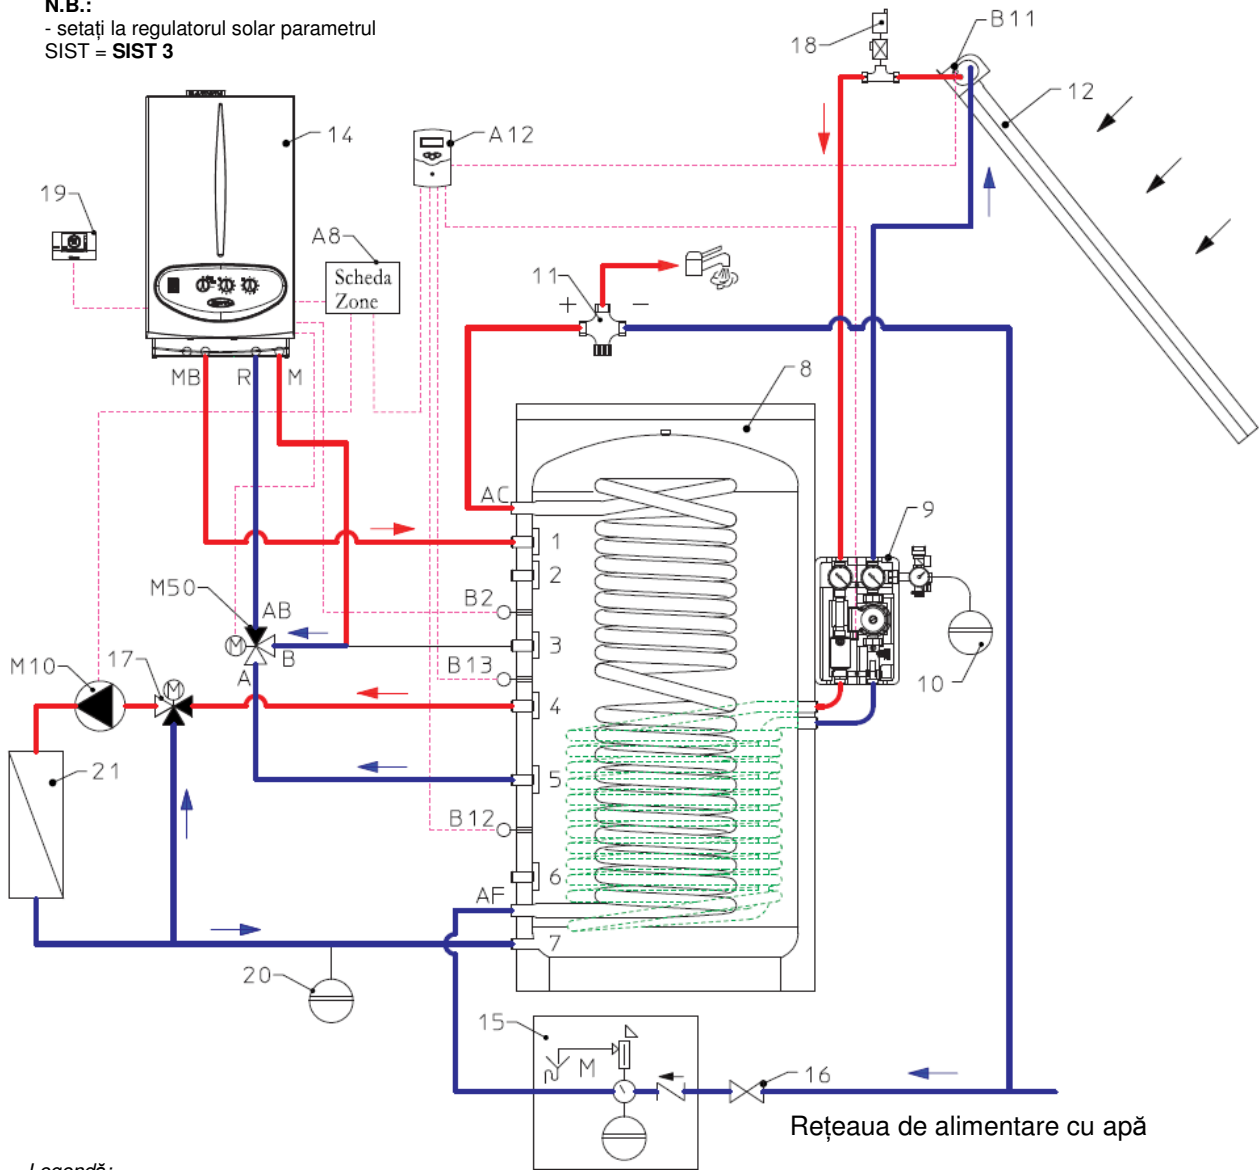 N.B.:
- setați la regulatorul solar parametrul
SIST = SIST 3
18
B11
12
14
A12
19
A8
Scheda
Zone
11
+
−
MB
R
M
8
AC
9
1
2
M50
AB
B2
M
B
3
M10
17
M
A
B13
4
10
21
5
B12
6
AF
7
20
15
M
16
Rețeaua de alimentare cu apă
Legendă: